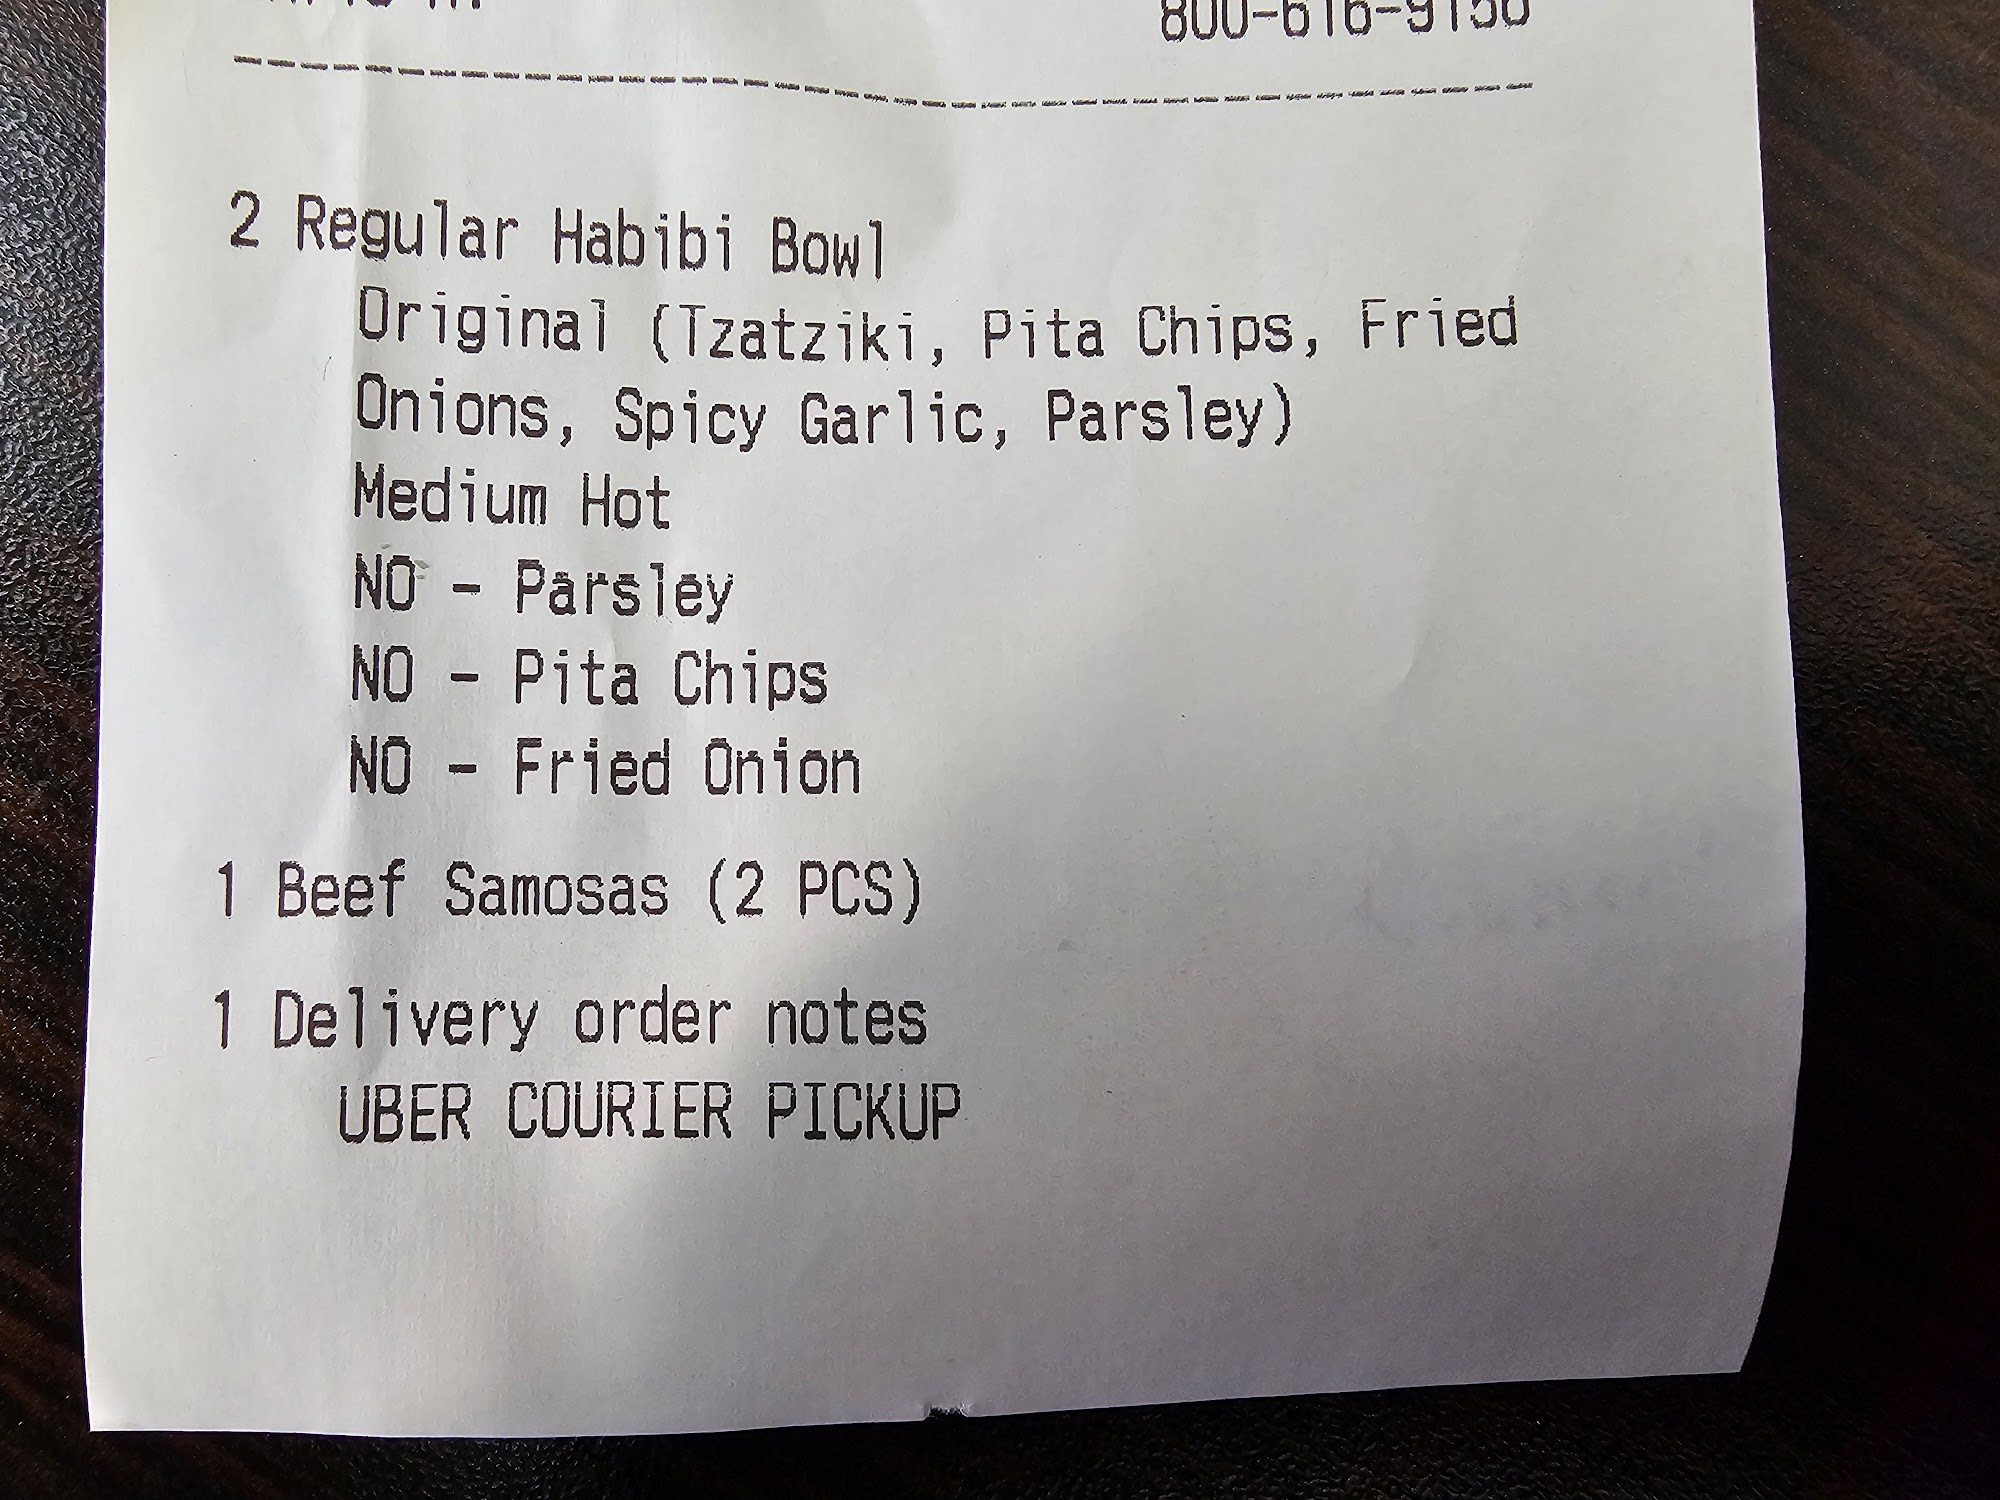 800-616-9150
2 Regular Habibi Bowl
Original (Tzatziki, Pita Chips, Fried
Onions, Spicy Garlic, Parsley)
Medium Hot
NO - Parsley
NO - Pita Chips
NO - Fried Onion
1 Beef Samosas (2 PCS)
1 Delivery order notes
UBER COURIER PICKUP